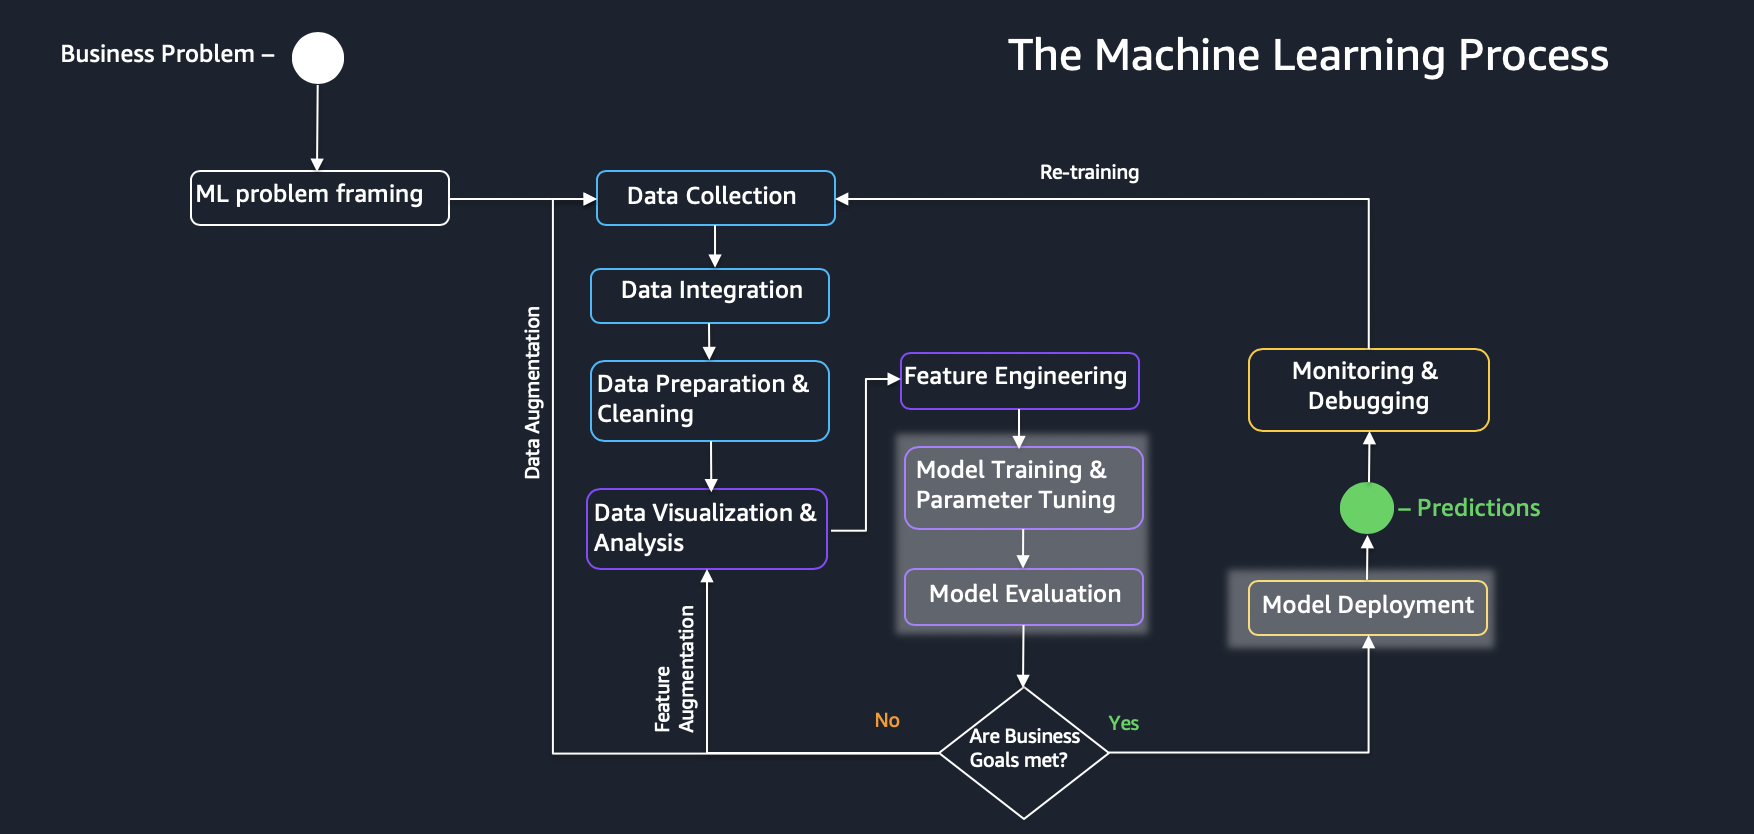 Business Problem –
The Machine Learning Process
ML problem framing
Data Collection
Re-training
Data Integration
Data Augmentation
Data Preparation &
Cleaning
Feature Engineering
Monitoring &
Debugging
Model Training &
Parameter Tuning
Data Visualization &
Analysis
– Predictions
Model Evaluation
Model Deployment
Feature
Augmentation
No
Yes
Are Business
Goals met?